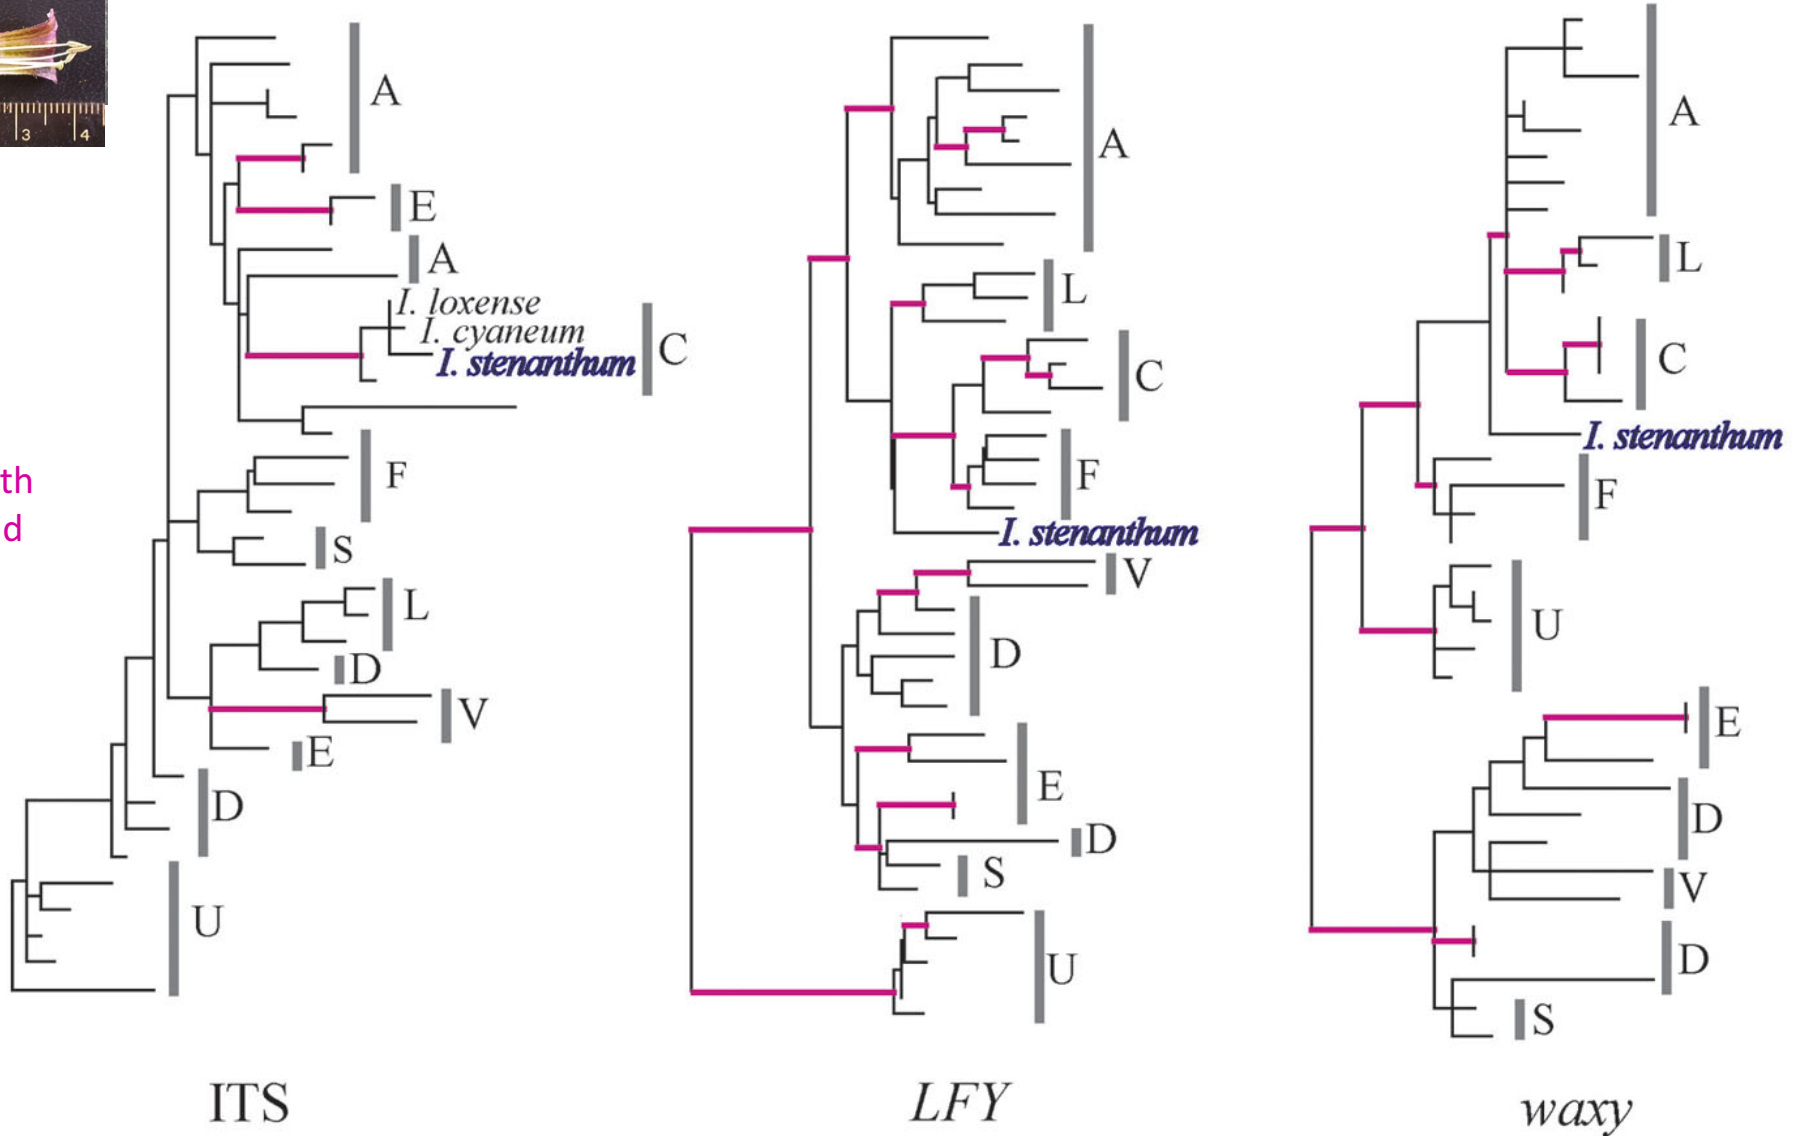 3 4
th
d
A
E
A
I. loxense
I. cyaneum
I. stenanthum
C
F
S
L
D
V
E
D
U
ITS
A
L
C
F
I. stenanthum
V
D
E
D
S
U
LFY
A
L
C
I. stenanthum
F
U
E
D
V
D
S
waxy